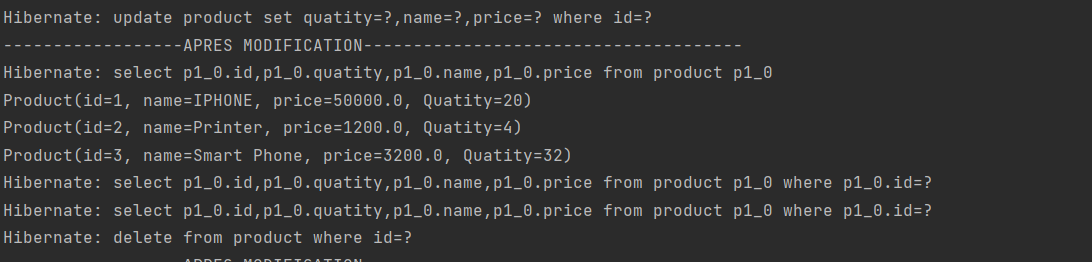 Hibernate: update product set quatity=?,name=?,price=? where id=?
------------------APRES MODIFICATION--------------------------------------
Hibernate: select p1_0.id,p1_0.quatity,p1_0.name,p1_0.price from product p1_0
Product(id=1, name=IPHONE, price=50000.0, Quatity=20)
Product(id=2, name=Printer, price=1200.0, Quatity=4)
Product(id=3, name=Smart Phone, price=3200.0, Quatity=32)
Hibernate: select p1_0.id,p1_0.quatity,p1_0.name,p1_0.price from product p1_0 where p1_0.id=?
Hibernate: select p1_0.id,p1_0.quatity,p1_0.name,p1_0.price from product p1_0 where p1_0.id=?
Hibernate: delete from product where id=?
APRES MODIFICATION